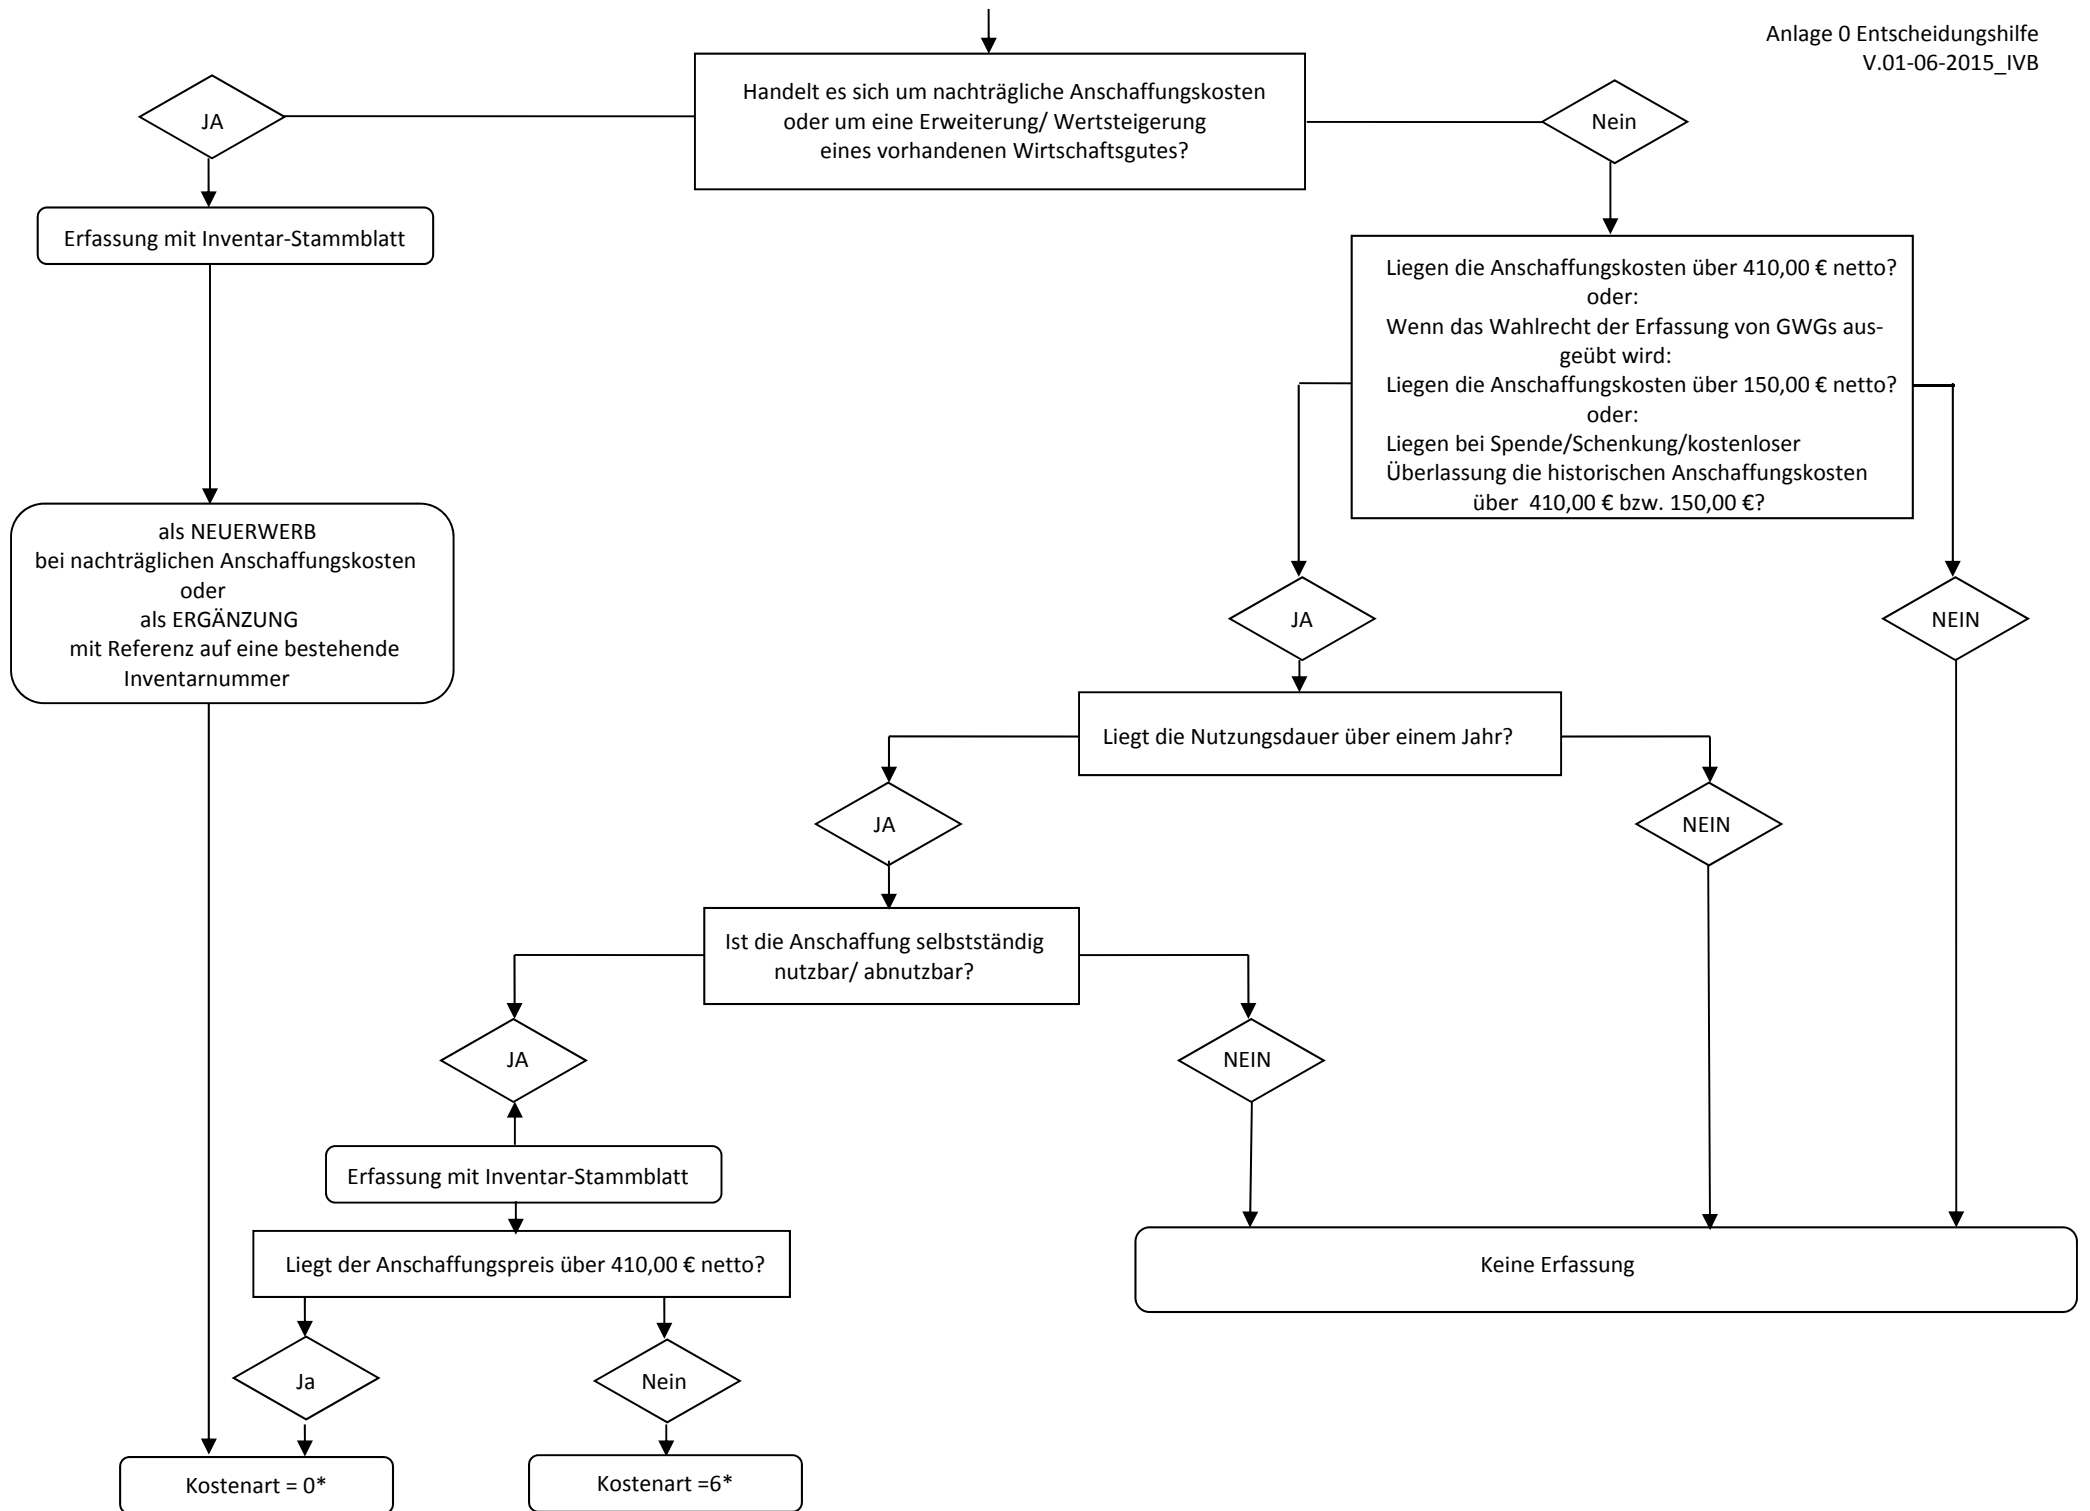 Anlage 0 Entscheidungshilfe
V.01-06-2015_IVB
Handelt es sich um nachträgliche Anschaffungskosten
oder um eine Erweiterung/ Wertsteigerung
eines vorhandenen Wirtschaftsgutes?
JA
Nein
Erfassung mit Inventar-Stammblatt
Liegen die Anschaffungskosten über 410,00 € netto?
oder:
Wenn das Wahlrecht der Erfassung von GWGs aus-
geübt wird:
Liegen die Anschaffungskosten über 150,00 € netto?
oder:
Liegen bei Spende/Schenkung/kostenloser
Überlassung die historischen Anschaffungskosten
über 410,00 € bzw. 150,00 €?
als NEUERWERB
bei nachträglichen Anschaffungskosten
oder
als ERGÄNZUNG
mit Referenz auf eine bestehende
Inventarnummer
JA
NEIN
Liegt die Nutzungsdauer über einem Jahr?
JA
NEIN
Ist die Anschaffung selbstständig
nutzbar/ abnutzbar?
JA
NEIN
Erfassung mit Inventar-Stammblatt
Liegt der Anschaffungspreis über 410,00 € netto?
Keine Erfassung
Ja
Nein
Kostenart = 0*
Kostenart =6*